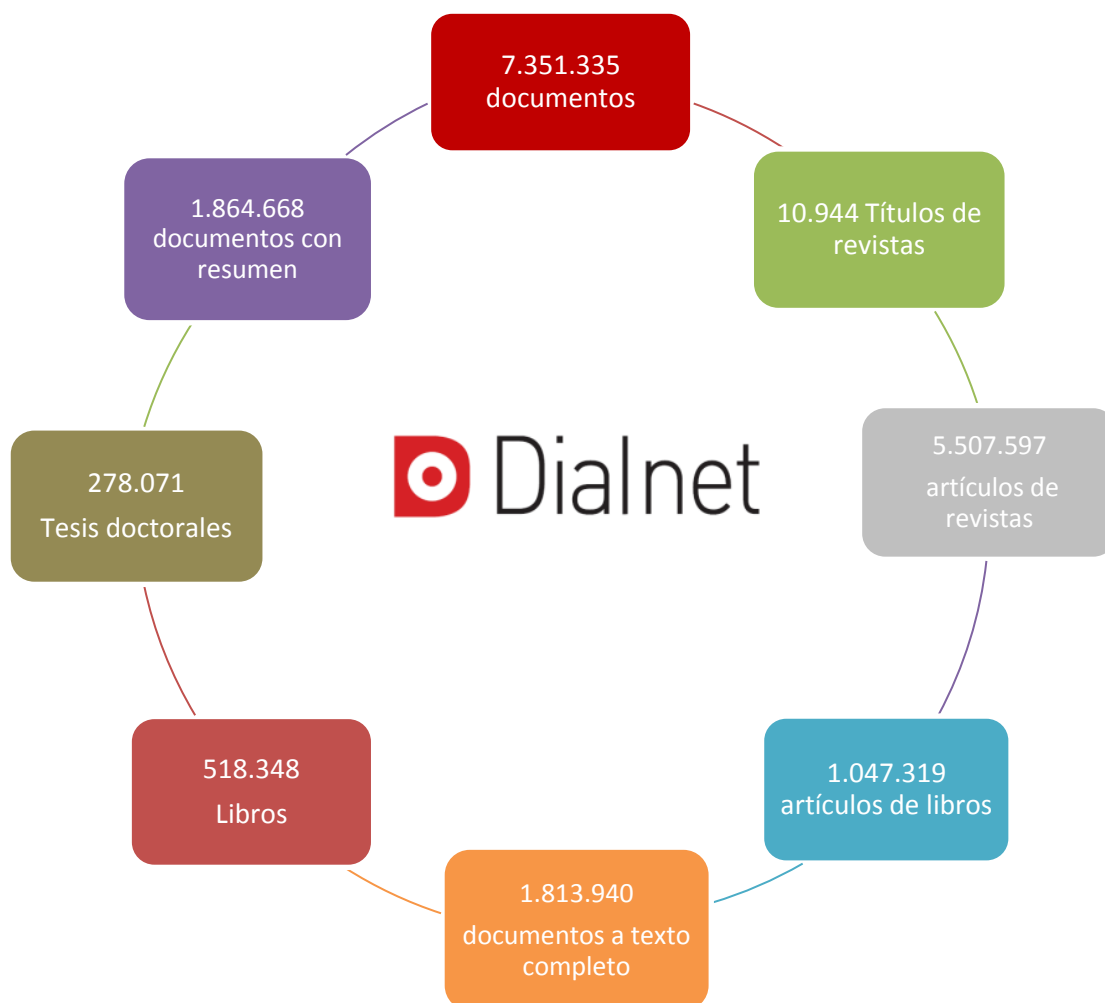 7.351.335
documentos
10.944 Títulos de
revistas
5.507.597
artículos de
revistas
1.047.319
artículos de libros
1.813.940
documentos a texto
completo
518.348
Libros
278.071
Tesis doctorales
1.864.668
documentos con
resumen
Dialnet